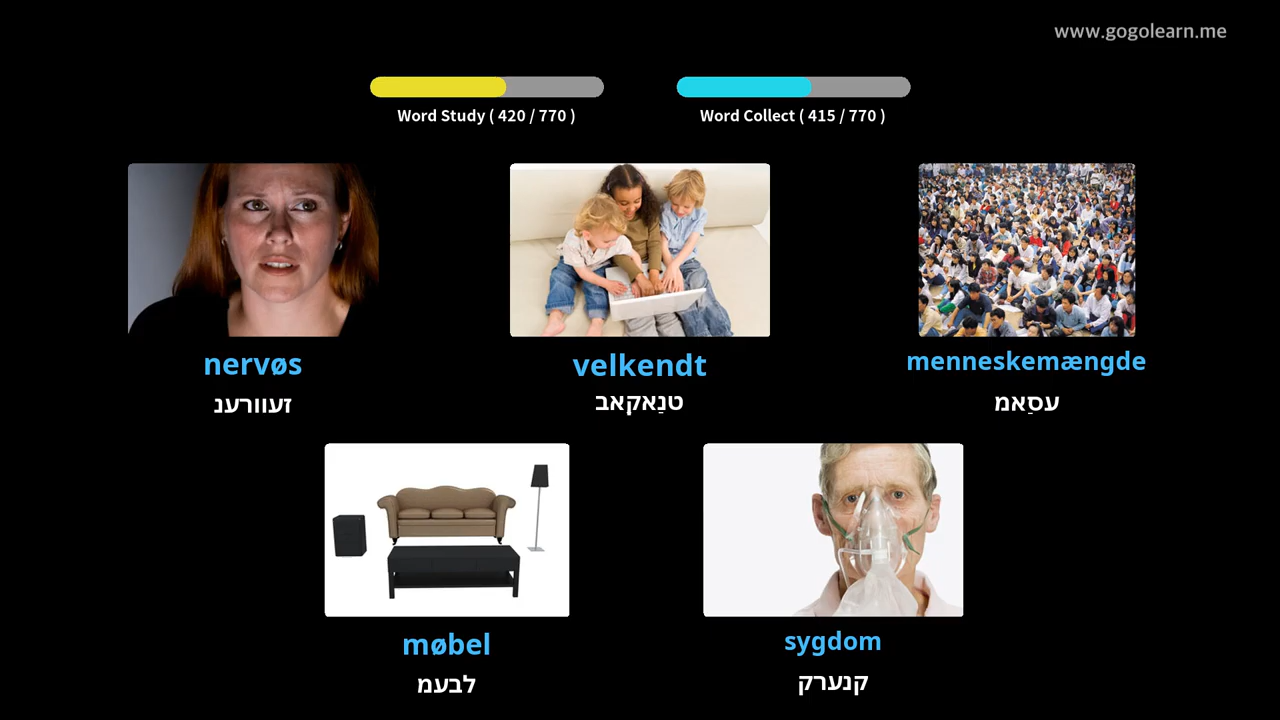 www.gogolearn.me
Word Study ( 420 / 770 )
Word Collect ( 415 / 770 )
nervøs
זעוורענ
velkendt
טנַאקאב
menneskemængde
עסַאמ
møbel
לבעמ
sygdom
קנערק